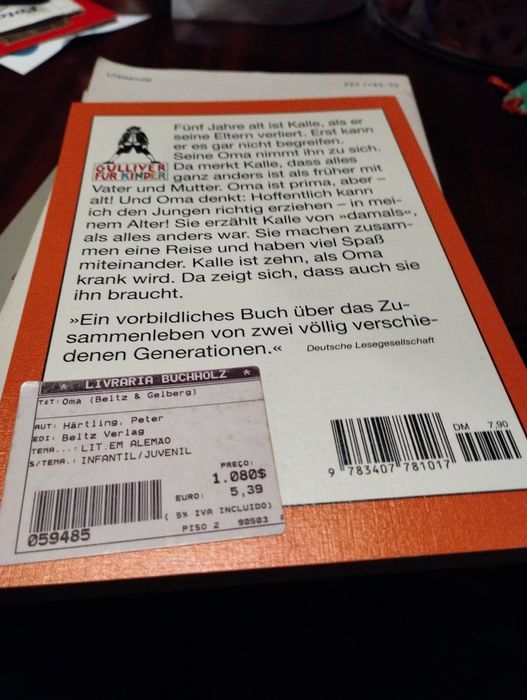 LITERATURE
Fünf Jahre alt ist Kalle, als er
seine Eltern verliert. Erst kann
er es gar nicht begreifen.
Seine Oma nimmt ihn zu sich.
Da merkt Kalle, dass alles
ganz anders ist als früher mit
GULLIVER
FÜR KINDER
Vater und Mutter. Oma ist prima, aber –
alt! Und Oma denkt: Hoffentlich kann
ich den Jungen richtig erziehen – in mei-
nem Alter! Sie erzählt Kalle von »damals«,
als alles anders war. Sie machen zusam-
men eine Reise und haben viel Spaß
miteinander. Kalle ist zehn, als Oma
krank wird. Da zeigt sich, dass auch sie
ihn braucht.
»Ein vorbildliches Buch über das Zu-
sammenleben von zwei völlig verschie-
denen Generationen.« Deutsche Lesegesellschaft
* LIVRARIA BUCHHOLZ *
TIT: Oma (Beltz & Gelberg)
AUT: Härtling, Peter
EDI: Beltz Verlag
TEMA...: LIT.EM ALEMAO
S/TEMA.: INFANTIL/JUVENIL
PREÇO:
1.080$
EURO: 5,39
( 5% IVA INCLUIDO)
PISO 2 90503
059485
DM 7.90
9 783407 781017